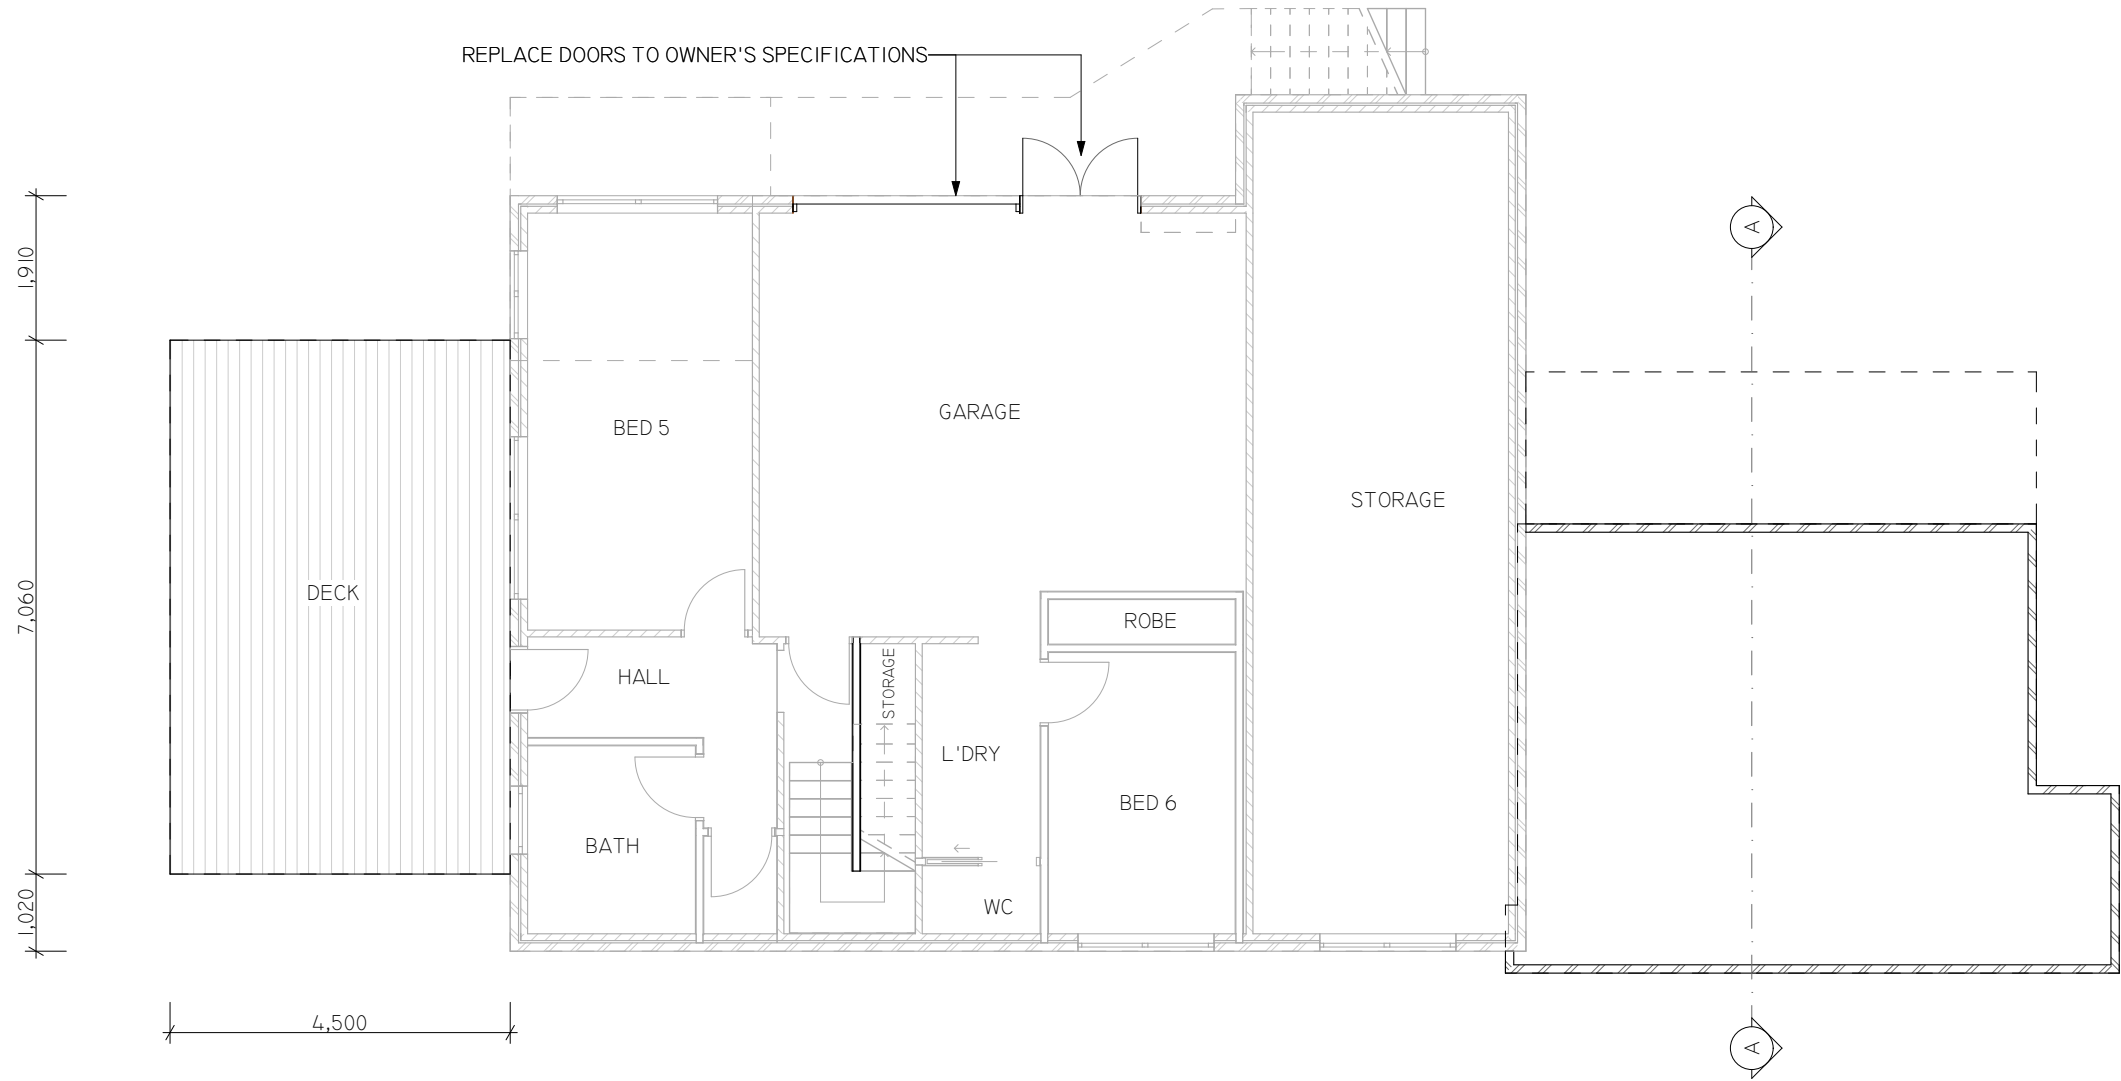 REPLACE DOORS TO OWNER'S SPECIFICATIONS
A
1,910
GARAGE
BED 5
STORAGE
DECK
7,060
ROBE
HALL
STORAGE
L'DRY
BED 6
BATH
WC
1,020
4,500
A